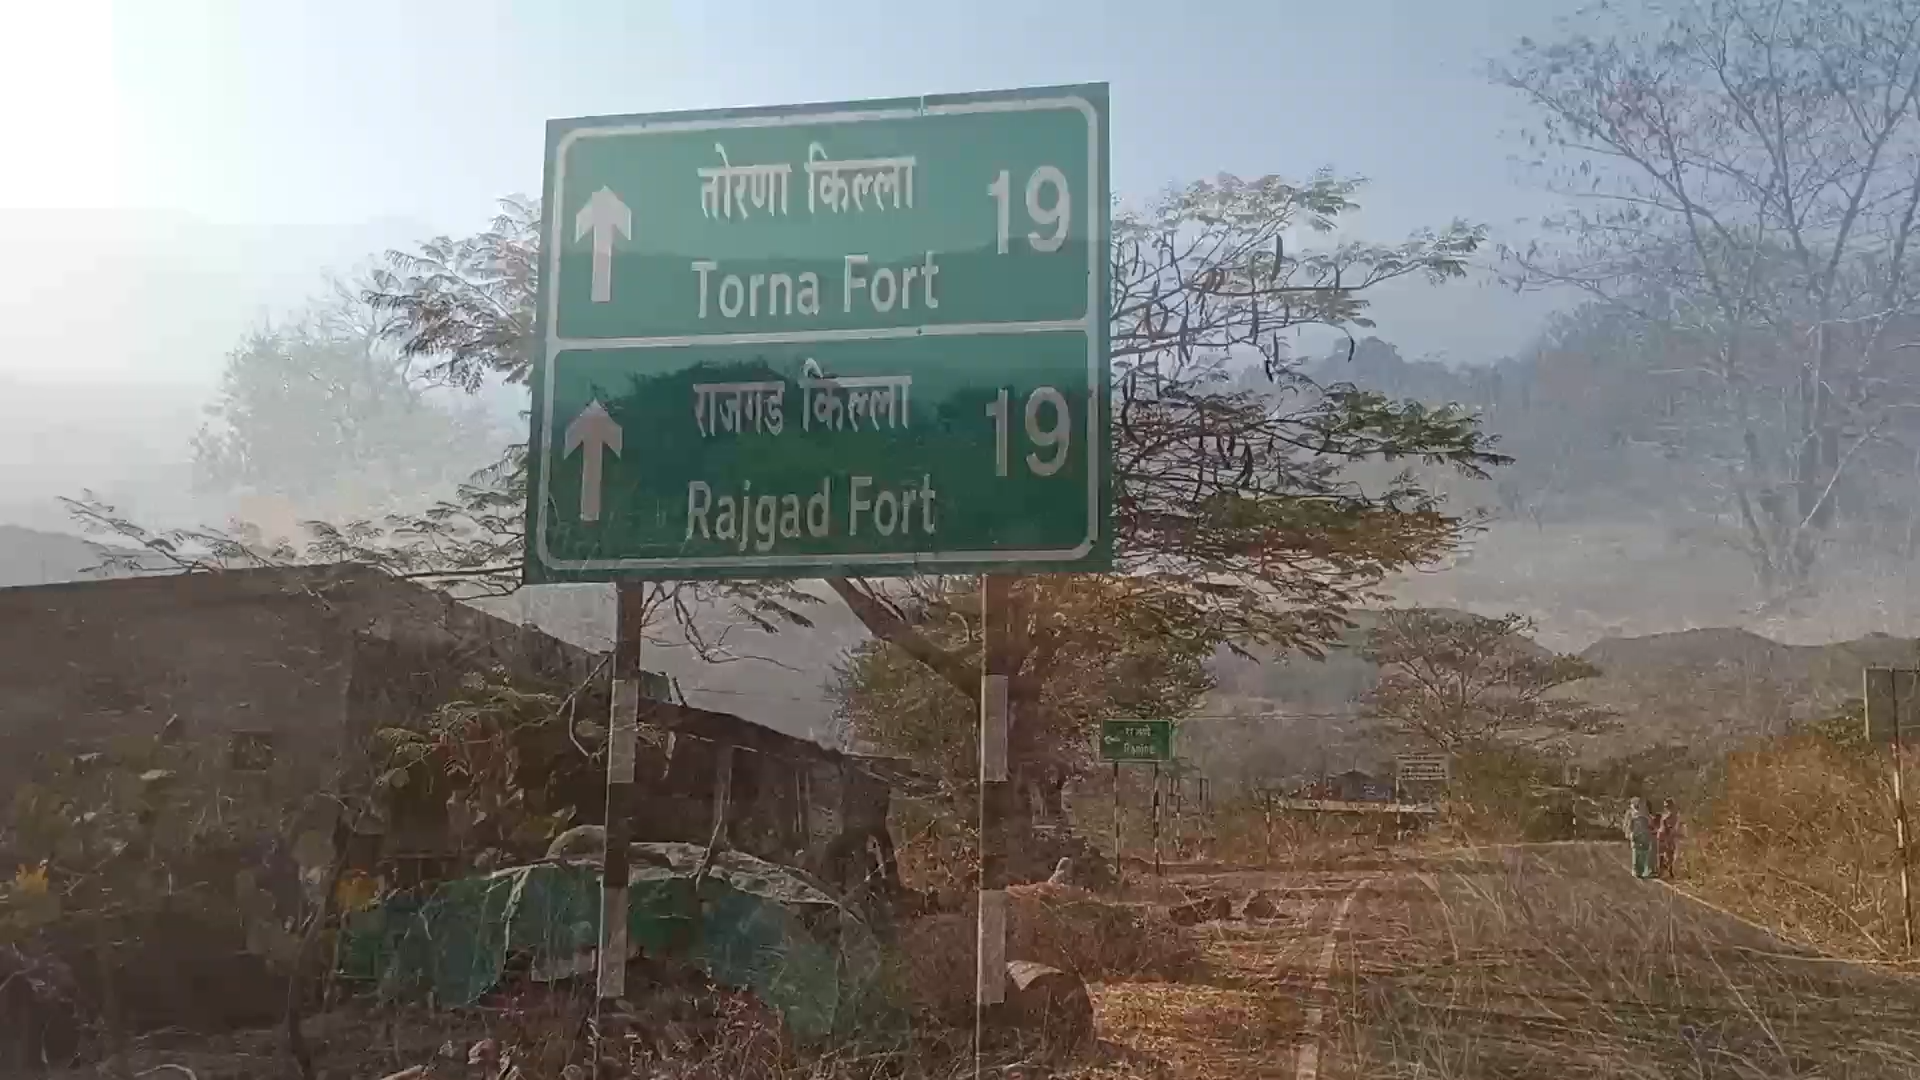 तोरणा किल्ला 19
Torna Fort
राजगड किल्ला 19
Rajgad Fort